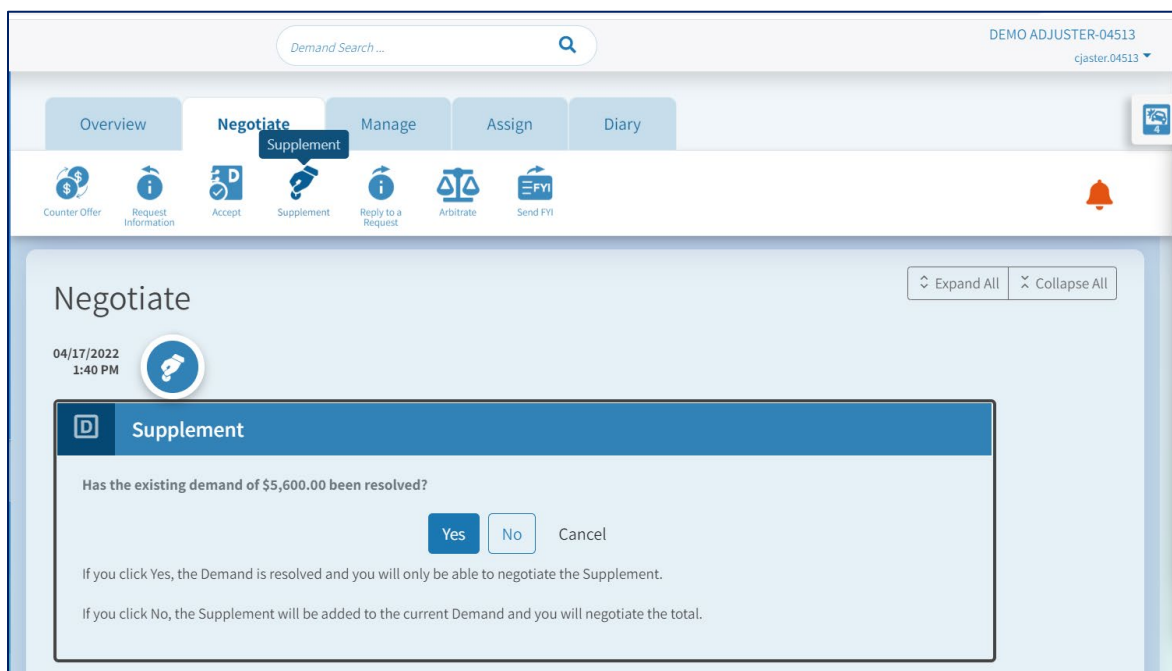 Demand Search ...
DEMO ADJUSTER-04513
cjaster.04513
Overview
Negotiate
Manage
Assign
Diary
Supplement
4
Counter Offer
Request
Information
D
Accept
Supplement
Reply to a
Request
Arbitrate
FYI
Send FYI
Negotiate
Expand All
Collapse All
04/17/2022
1:40 PM
D
Supplement
Has the existing demand of $5,600.00 been resolved?
Yes
No
Cancel
If you click Yes, the Demand is resolved and you will only be able to negotiate the Supplement.
If you click No, the Supplement will be added to the current Demand and you will negotiate the total.